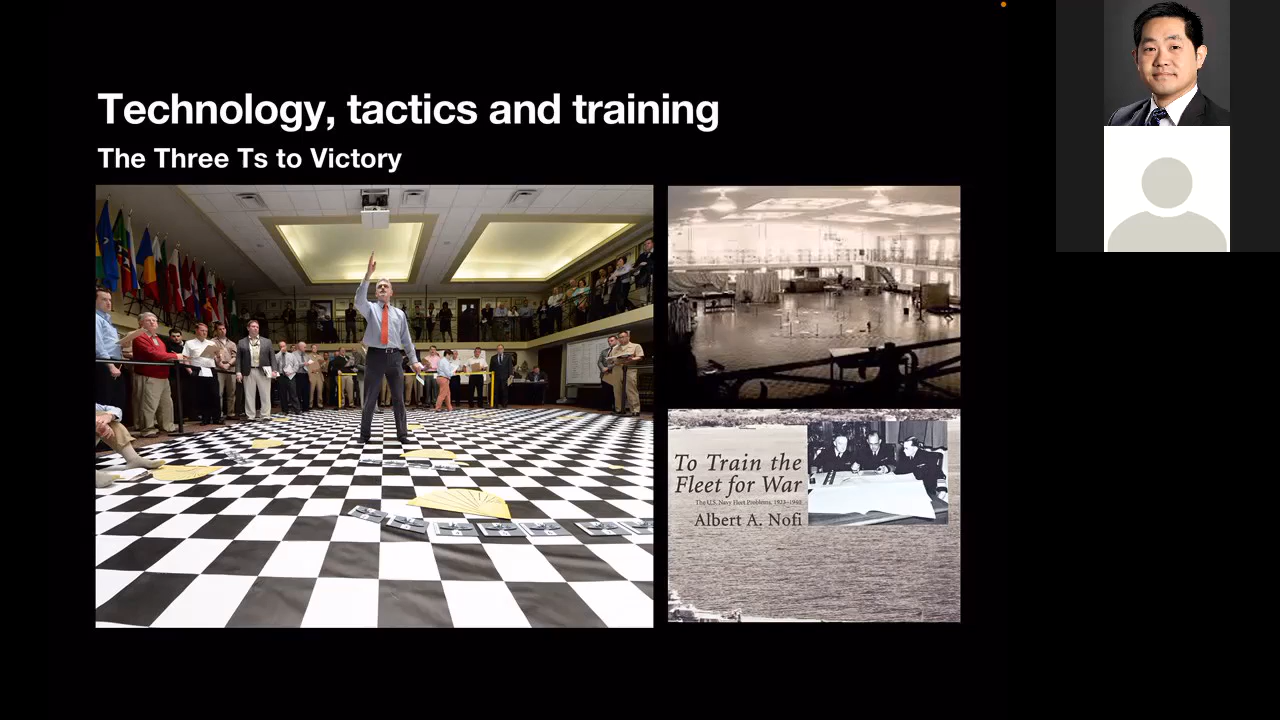 Technology, tactics and training
The Three Ts to Victory
To Train the
Fleet for War
The U.S. Navy Fleet Problems, 1923–1940
Albert A. Nofi